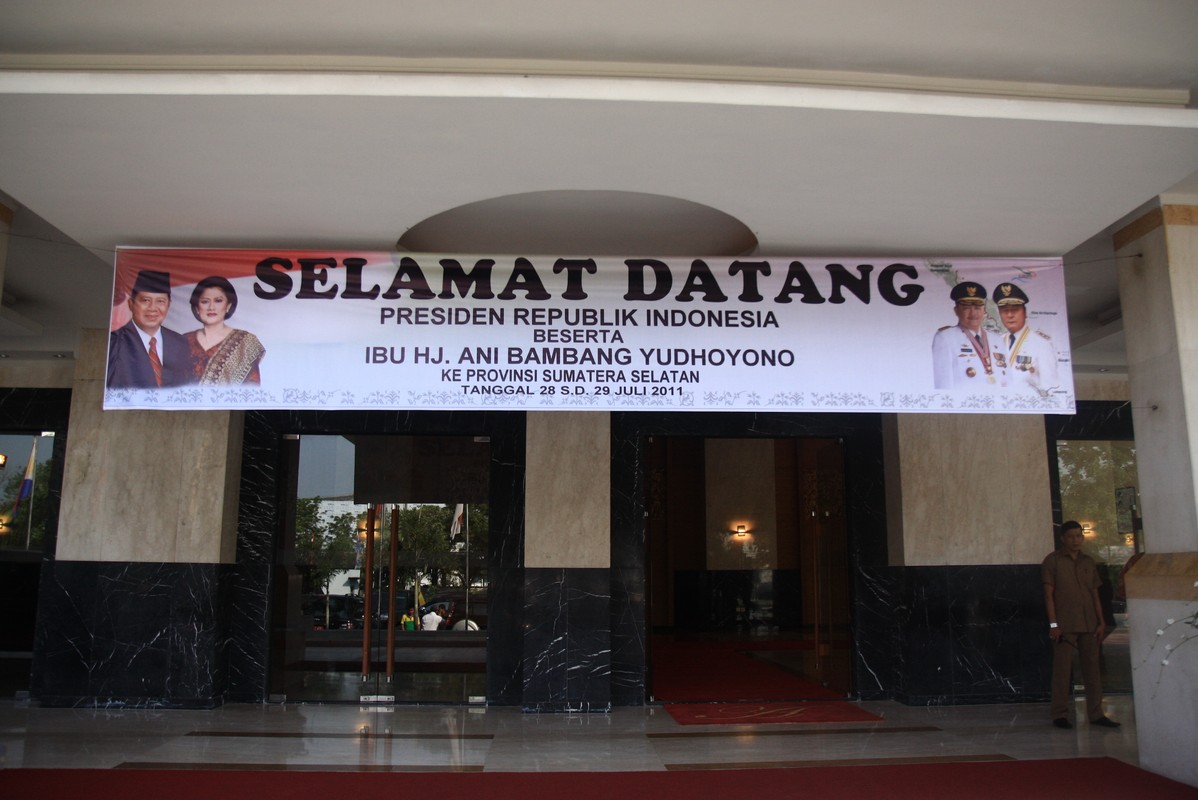 SELAMAT DATANG
PRESIDEN REPUBLIK INDONESIA
BESERTA
IBU HJ. ANI BAMBANG YUDHOYONO
KE PROVINSI SUMATERA SELATAN
TANGGAL 28 S.D. 29 JULI 2011